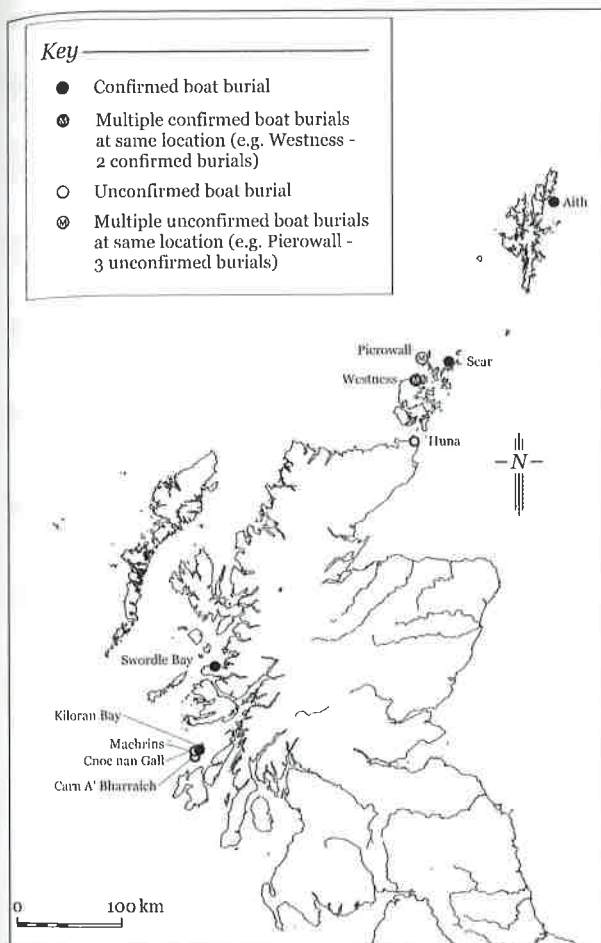 Key
Confirmed boat burial
M
Multiple confirmed boat burials
at same location (e.g. Westness -
2 confirmed burials)
Unconfirmed boat burial
M
Multiple unconfirmed boat burials
at same location (e.g. Pierowall -
3 unconfirmed burials)
Aith
Pierowall
M
Scar
Westness
M
Huna
N
Swordle Bay
Kiloran Bay
Machrins
Cnoc nan Gall
Carn A' Bharraich
0
100 km